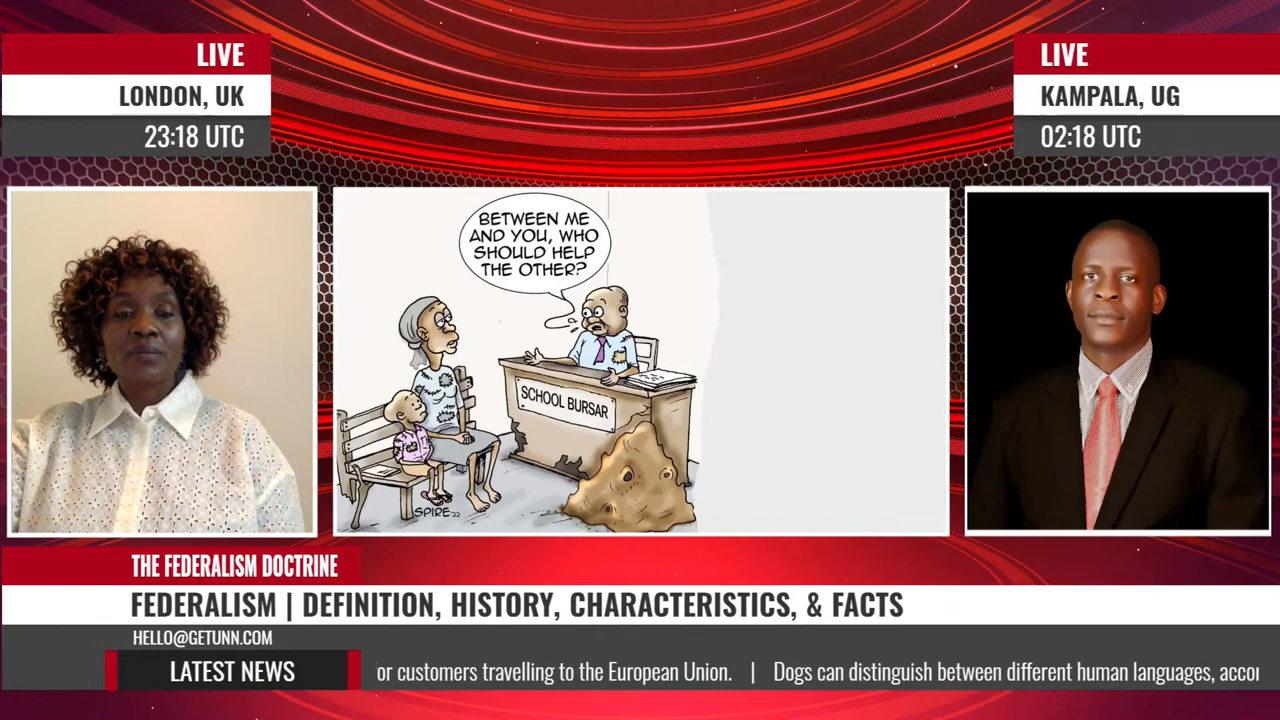 LIVE
LONDON, UK
23:18 UTC
LIVE
KAMPALA, UG
02:18 UTC
BETWEEN ME
AND YOU, WHO
SHOULD HELP
THE OTHER?
SCHOOL BURSAR
SPIRE '22
THE FEDERALISM DOCTRINE
FEDERALISM | DEFINITION, HISTORY, CHARACTERISTICS, & FACTS
HELLO@GETUNN.COM
LATEST NEWS
or customers travelling to the European Union. | Dogs can distinguish between different human languages, accor